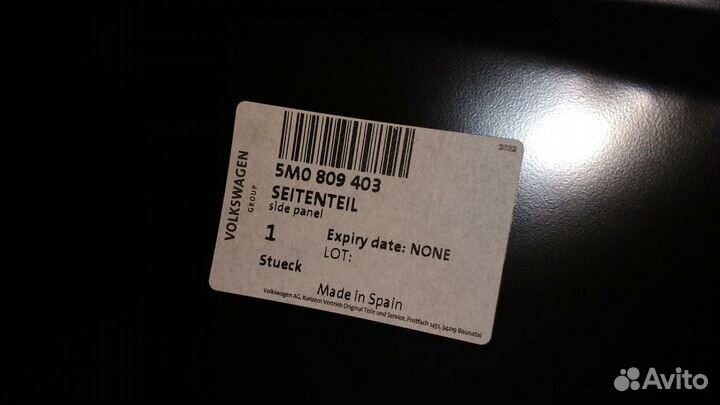 2022
VOLKSWAGEN
GROUP
5M0 809 403
SEITENTEIL
side panel
1
Expiry date: NONE
LOT:
Stueck
Made in Spain
Volkswagen AG, Konzern Vertrieb Original Teile und Service, Postfach 1451, 34219 Baunatal
Avito